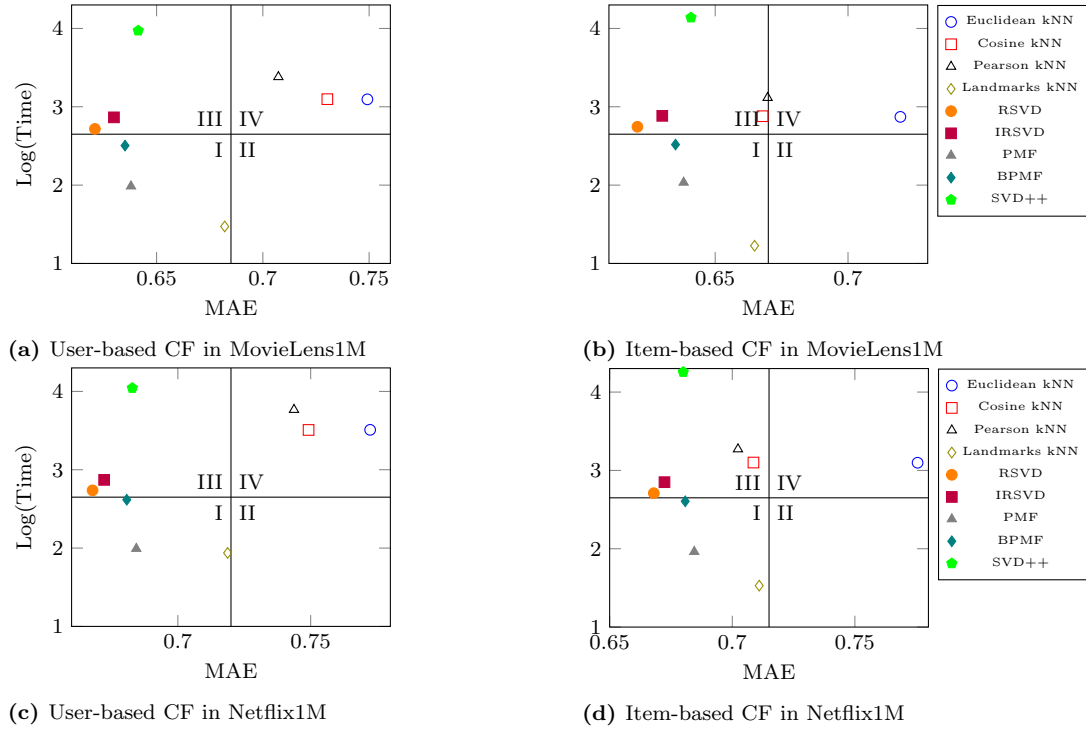 4
3
2
1
Log(Time)
III IV
I II
0.65 0.7 0.75
MAE
(a) User-based CF in MovieLens1M
4
3
2
1
III IV
I II
0.65 0.7
MAE
(b) Item-based CF in MovieLens1M
Euclidean kNN
Cosine kNN
Pearson kNN
Landmarks kNN
RSVD
IRSVD
PMF
BPMF
SVD++
4
3
2
1
Log(Time)
III IV
I II
0.7 0.75
MAE
(c) User-based CF in Netflix1M
4
3
2
1
III IV
I II
0.65 0.7 0.75
MAE
(d) Item-based CF in Netflix1M
Euclidean kNN
Cosine kNN
Pearson kNN
Landmarks kNN
RSVD
IRSVD
PMF
BPMF
SVD++